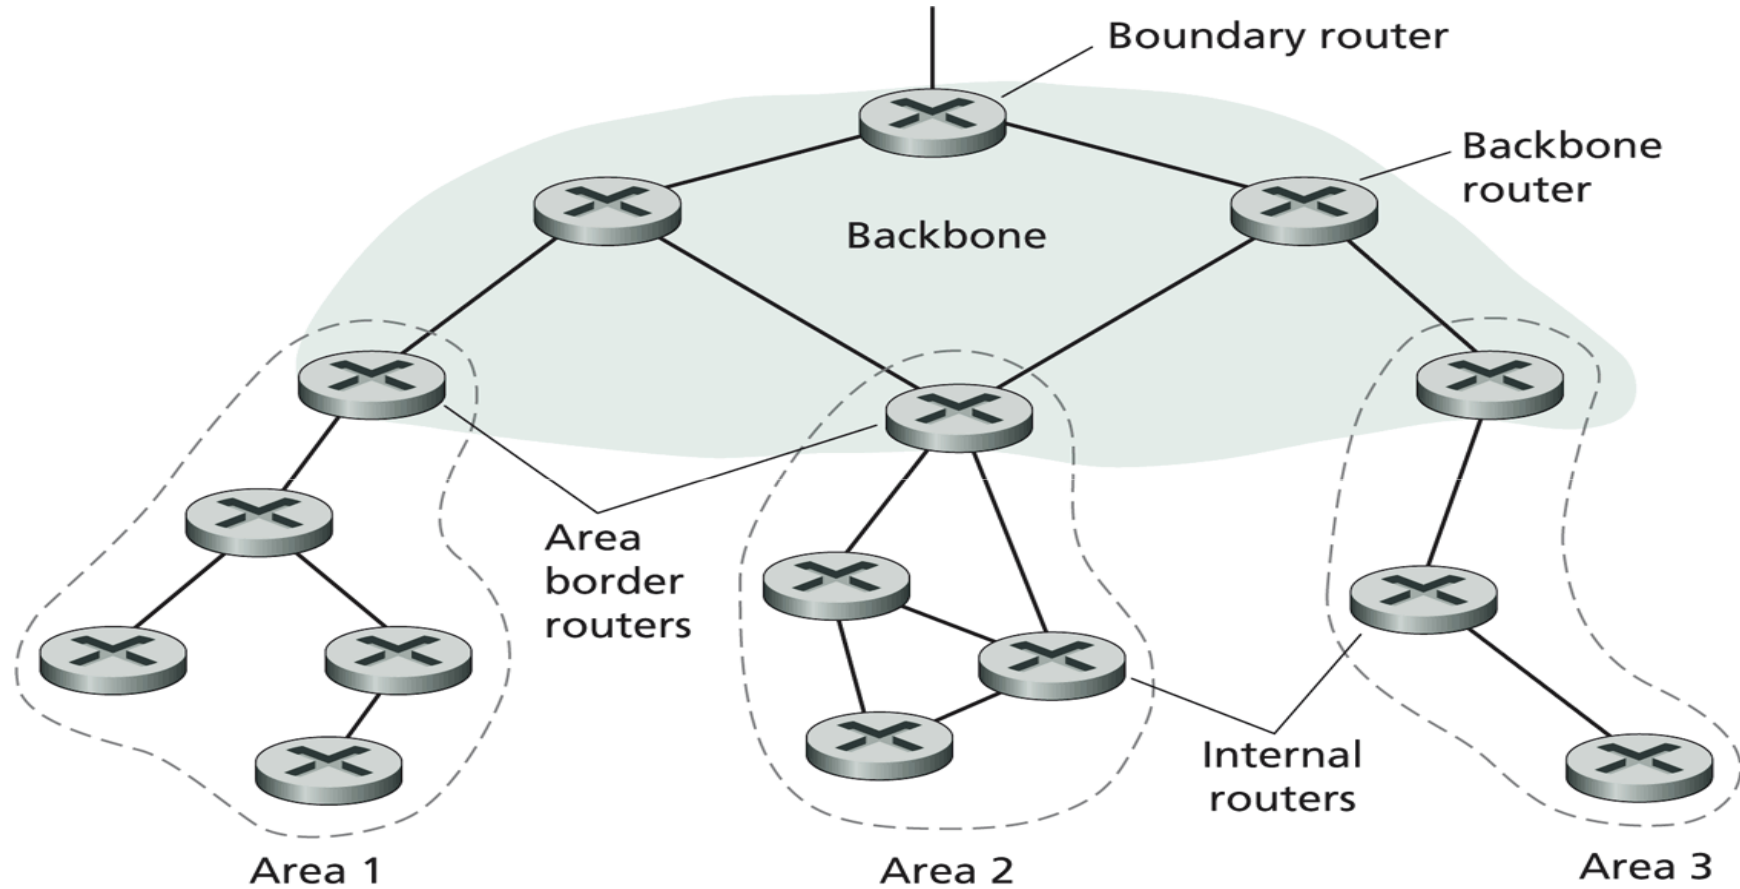 Boundary router
Backbone
router
Backbone
Area
border
routers
Internal
routers
Area 1
Area 2
Area 3